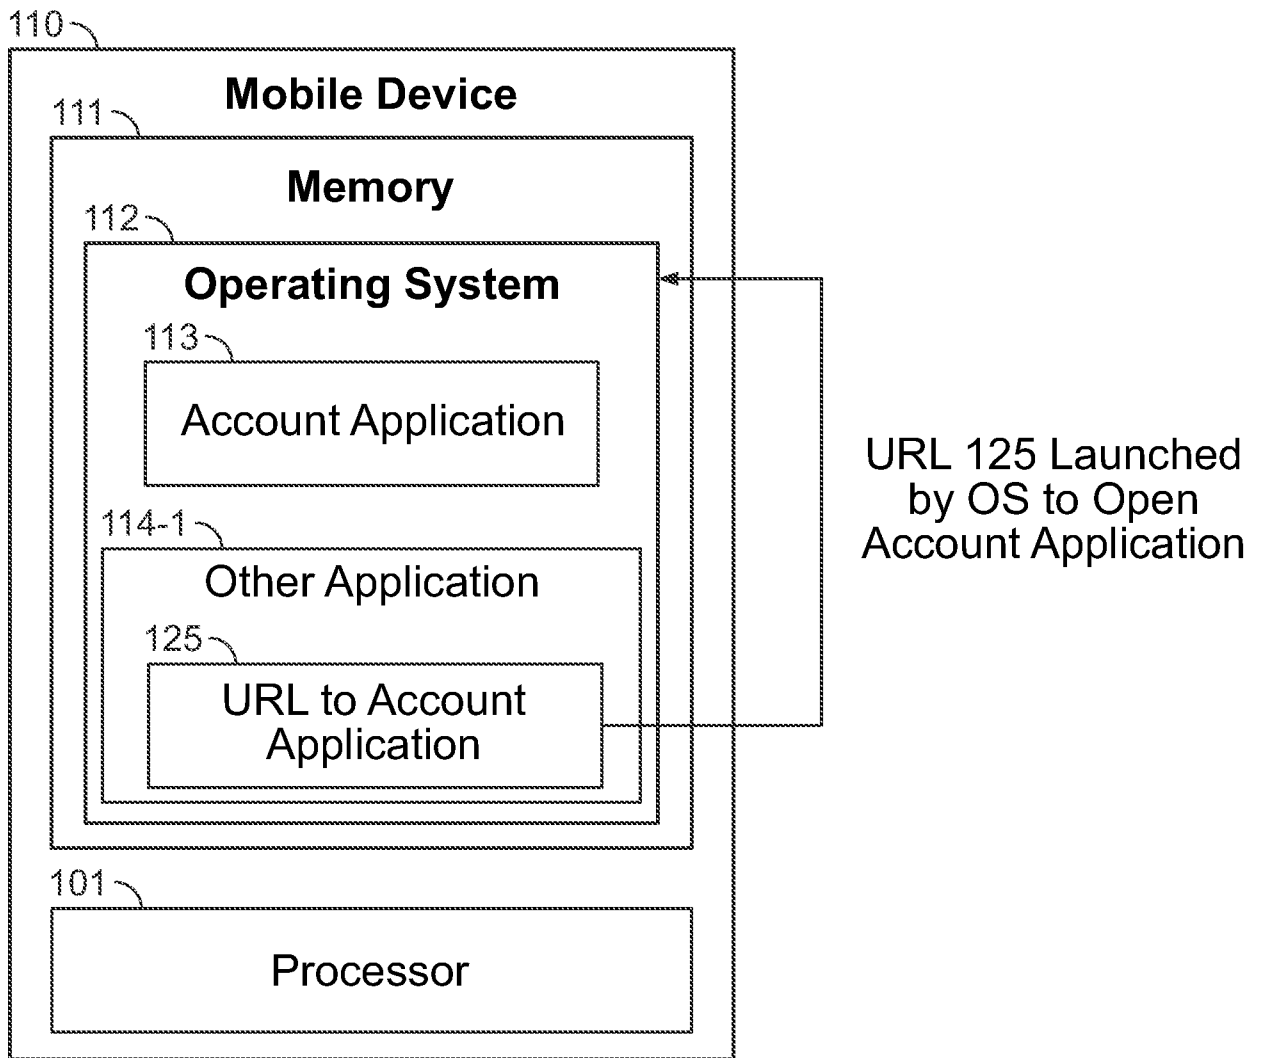 110
Mobile Device
111
Memory
112
Operating System
113
Account Application
114-1
Other Application
125
URL to Account
Application
URL 125 Launched
by OS to Open
Account Application
101
Processor